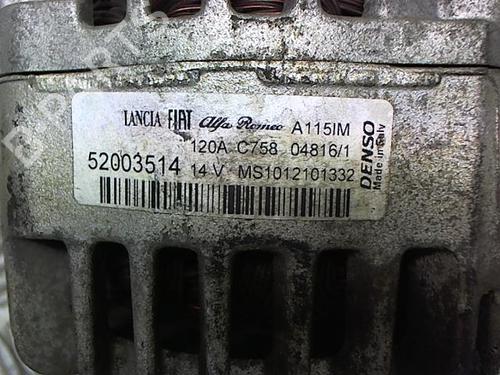 LANCIA FIAT Alfa Romeo A115IM
120A C758 04816/1
52003514 14 V MS1012101332
DENSO
Made in Italy